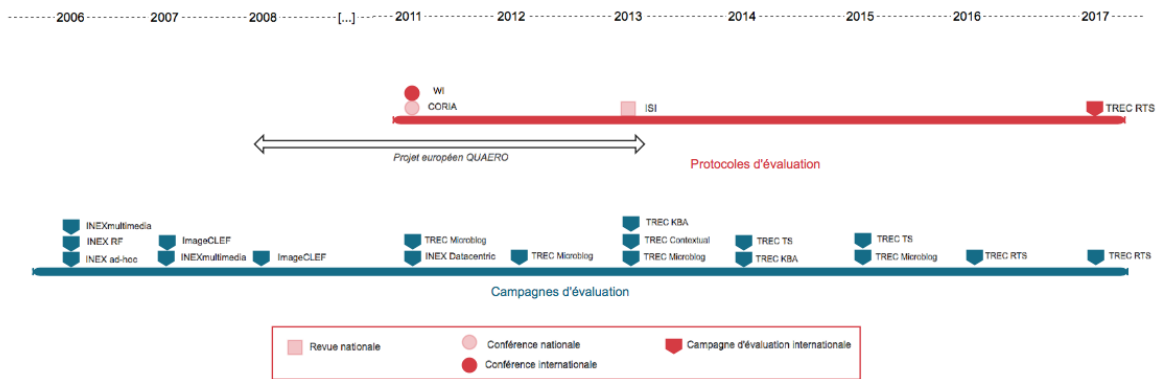 2006 2007 2008 [...] 2011 2012 2013 2014 2015 2016 2017
WI
CORIA ISI TREC RTS
Projet européen QUAERO
Protocoles d'évaluation
INEXmultimedia TREC KBA
INEX RF ImageCLEF TREC Microblog TREC Contextual TREC TS TREC TS
INEX ad-hoc INEXmultimedia ImageCLEF INEX Datacentric TREC Microblog TREC Microblog TREC KBA TREC Microblog TREC RTS TREC RTS
Campagnes d'évaluation
Revue nationale Conférence nationale Campagne d'évaluation internationale
Conférence internationale